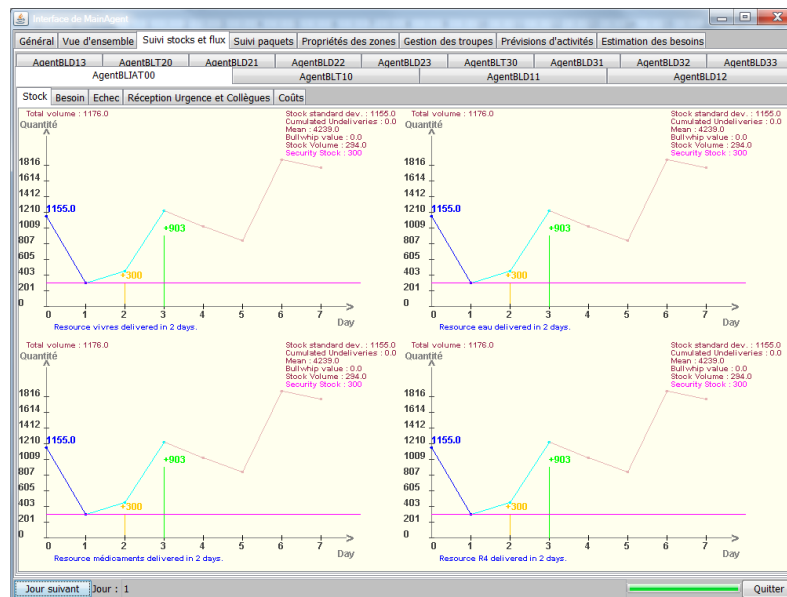 Interface de MainAgent
Général Vue d'ensemble Suivi stocks et flux Suivi paquets Propriétés des zones Gestion des troupes Prévisions d'activités Estimation des besoins
AgentBLD13 AgentBLT20 AgentBLD21 AgentBLD22 AgentBLD23 AgentBLT30 AgentBLD31 AgentBLD32 AgentBLD33
AgentBLIAT00 AgentBLT10 AgentBLD11 AgentBLD12
Stock Besoin Echec Réception Urgence et Collègues Coûts
Total volume : 1176.0
Quantité
Stock standard dev. : 1155.0
Cumulated Undeliveries : 0.0
Mean : 4239.0
Bullwhip value : 0.0
Stock Volume : 294.0
Security Stock : 300
1816
1614
1412
1210
1009
807
605
403
201
0
1155.0
+300
+903
0 1 2 3 4 5 6 7
>
Day
Resource vivres delivered in 2 days.
Total volume : 1176.0
Quantité
Stock standard dev. : 1155.0
Cumulated Undeliveries : 0.0
Mean : 4239.0
Bullwhip value : 0.0
Stock Volume : 294.0
Security Stock : 300
1816
1614
1412
1210
1009
807
605
403
201
0
1155.0
+300
+903
0 1 2 3 4 5 6 7
>
Day
Resource eau delivered in 2 days.
Total volume : 1176.0
Quantité
Stock standard dev. : 1155.0
Cumulated Undeliveries : 0.0
Mean : 4239.0
Bullwhip value : 0.0
Stock Volume : 294.0
Security Stock : 300
1816
1614
1412
1210
1009
807
605
403
201
0
1155.0
+300
+903
0 1 2 3 4 5 6 7
>
Day
Resource médicaments delivered in 2 days.
Total volume : 1176.0
Quantité
Stock standard dev. : 1155.0
Cumulated Undeliveries : 0.0
Mean : 4239.0
Bullwhip value : 0.0
Stock Volume : 294.0
Security Stock : 300
1816
1614
1412
1210
1009
807
605
403
201
0
1155.0
+300
+903
0 1 2 3 4 5 6 7
>
Day
Resource R4 delivered in 2 days.
Jour suivant Jour : 1 Quitter